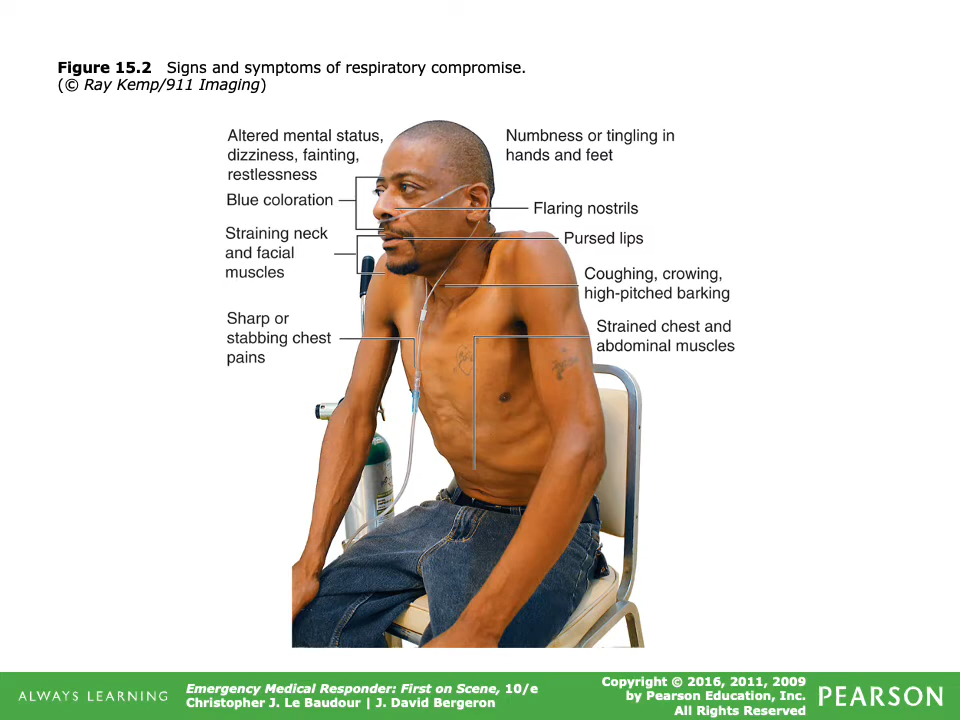 Figure 15.2 Signs and symptoms of respiratory compromise.
(© Ray Kemp/911 Imaging)
Altered mental status,
dizziness, fainting,
restlessness
Blue coloration
Straining neck
and facial
muscles
Sharp or
stabbing chest
pains
Numbness or tingling in
hands and feet
Flaring nostrils
Pursed lips
Coughing, crowing,
high-pitched barking
Strained chest and
abdominal muscles
ALWAYS LEARNING
Emergency Medical Responder: First on Scene, 10/e
Christopher J. Le Baudour | J. David Bergeron
Copyright © 2016, 2011, 2009
by Pearson Education, Inc.
All Rights Reserved
PEARSON